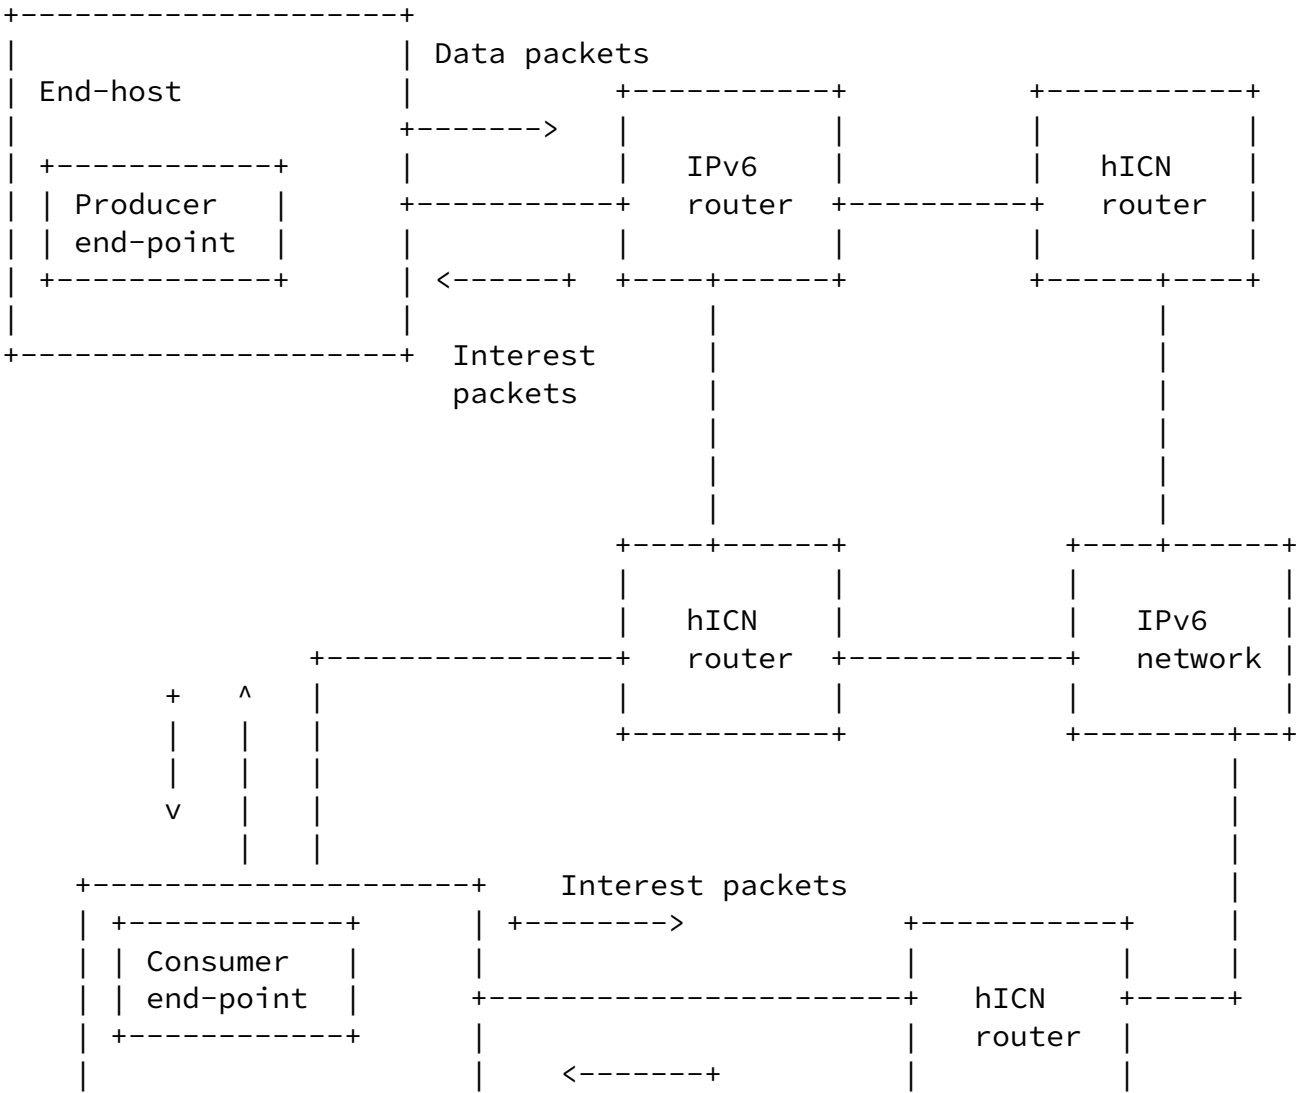 Data packets
End-host
IPv6
router
hICN
router
Producer
end-point
Interest
packets
hICN
router
IPv6
network
Interest packets
Consumer
end-point
hICN
router